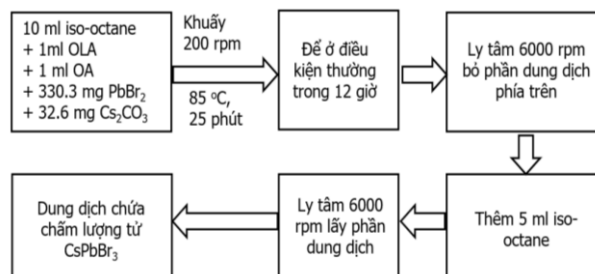 10 ml iso-octane
+ 1ml OLA
+ 1 ml OA
+ 330.3 mg PbBr₂
+ 32.6 mg Cs₂CO₃
Khuấy
200 rpm
85 ºC,
25 phút
Để ở điều
kiện thường
trong 12 giờ
Ly tâm 6000 rpm
bỏ phần dung dịch
phía trên
Thêm 5 ml iso-
octane
Ly tâm 6000
rpm lấy phần
dung dịch
Dung dịch chứa
chấm lượng tử
CsPbBr₃